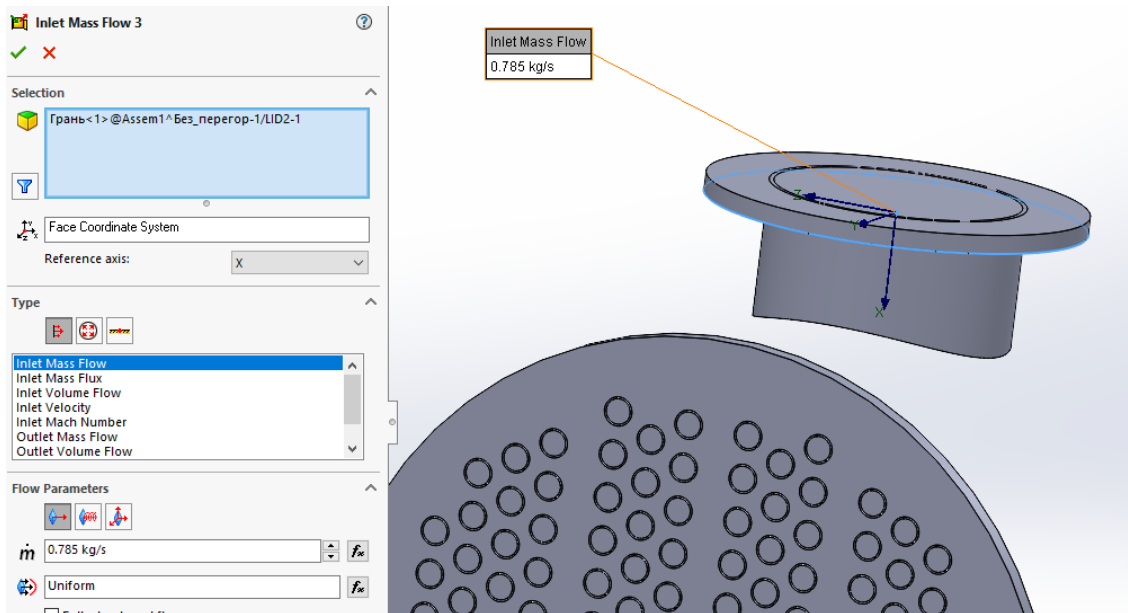 Inlet Mass Flow 3
Selection
Грань<1>@Assem1^Без_перегор-1/LID2-1
Face Coordinate System
Reference axis:
X
Type
Inlet Mass Flow
Inlet Mass Flux
Inlet Volume Flow
Inlet Velocity
Inlet Mach Number
Outlet Mass Flow
Outlet Volume Flow
Flow Parameters
ṁ 0.785 kg/s
Uniform
Inlet Mass Flow
0.785 kg/s
Z
Y
X